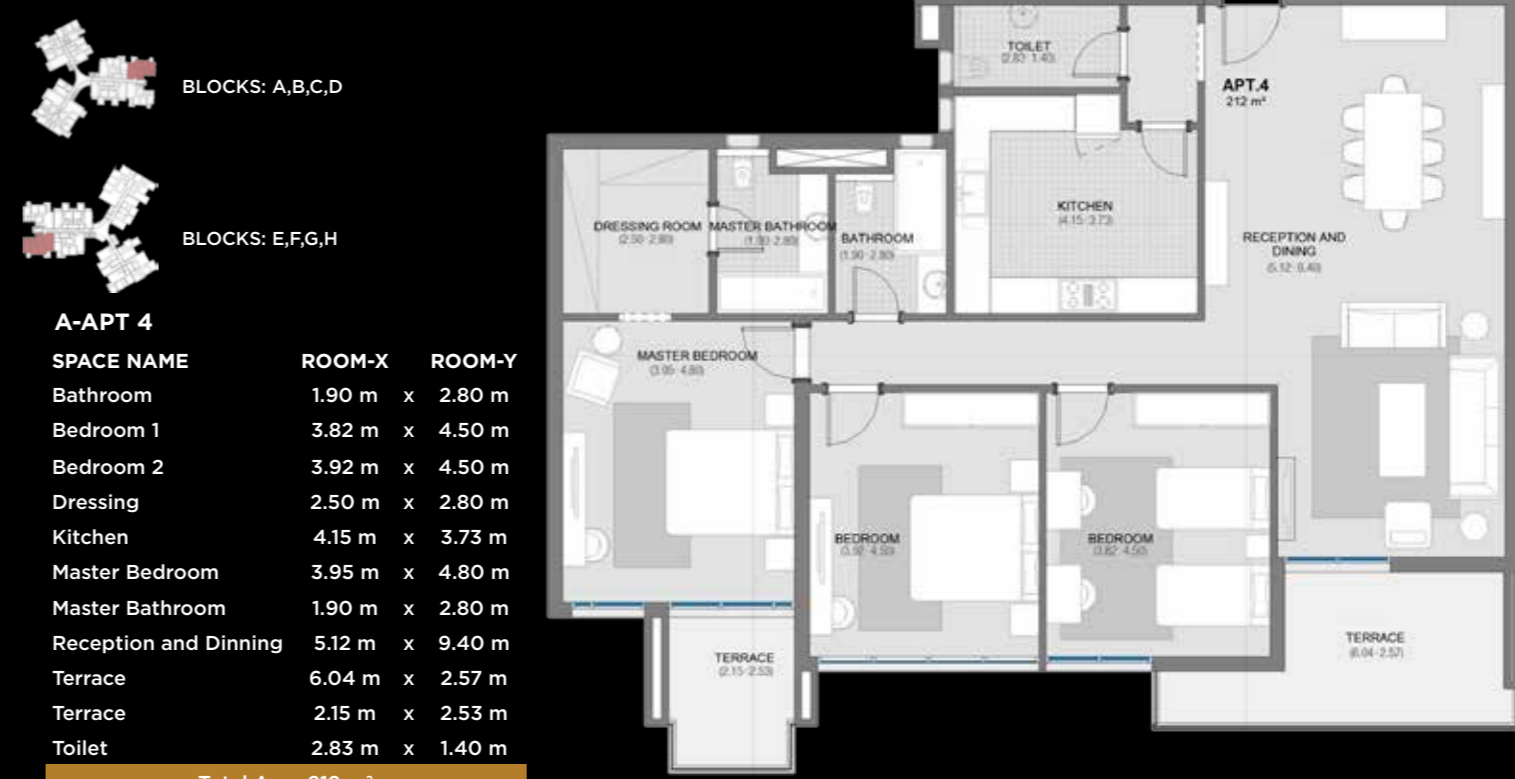 BLOCKS: A,B,C,D
BLOCKS: E,F,G,H
A-APT 4
SPACE NAME ROOM-X ROOM-Y
Bathroom 1.90 m x 2.80 m
Bedroom 1 3.82 m x 4.50 m
Bedroom 2 3.92 m x 4.50 m
Dressing 2.50 m x 2.80 m
Kitchen 4.15 m x 3.73 m
Master Bedroom 3.95 m x 4.80 m
Master Bathroom 1.90 m x 2.80 m
Reception and Dinning 5.12 m x 9.40 m
Terrace 6.04 m x 2.57 m
Terrace 2.15 m x 2.53 m
Toilet 2.83 m x 1.40 m
TOILET
APT.4
212 m²
KITCHEN
(4.15*3.73)
DRESSING ROOM
(2.50*2.80)
MASTER BATHROOM
(1.90*2.80)
BATHROOM
(1.90*2.80)
RECEPTION AND
DINING
(5.12*9.40)
MASTER BEDROOM
(3.95*4.80)
BEDROOM
(3.92*4.50)
BEDROOM
(3.82*4.50)
TERRACE
(2.15*2.53)
TERRACE
(6.04*2.57)